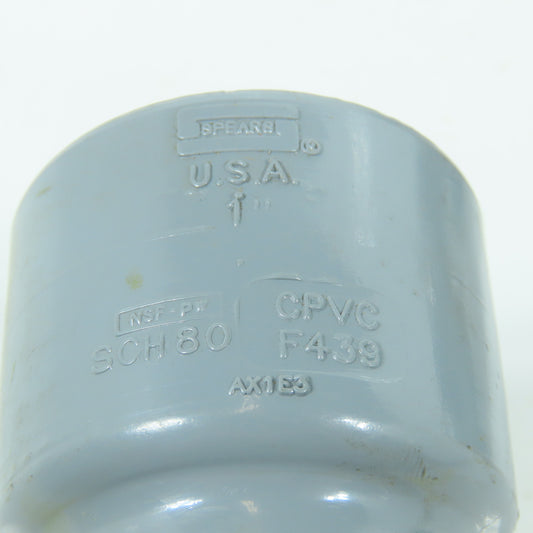 SPEARS ®
U.S.A.
1"
NSF-PW CPVC
SCH 80 F439
AX1E3